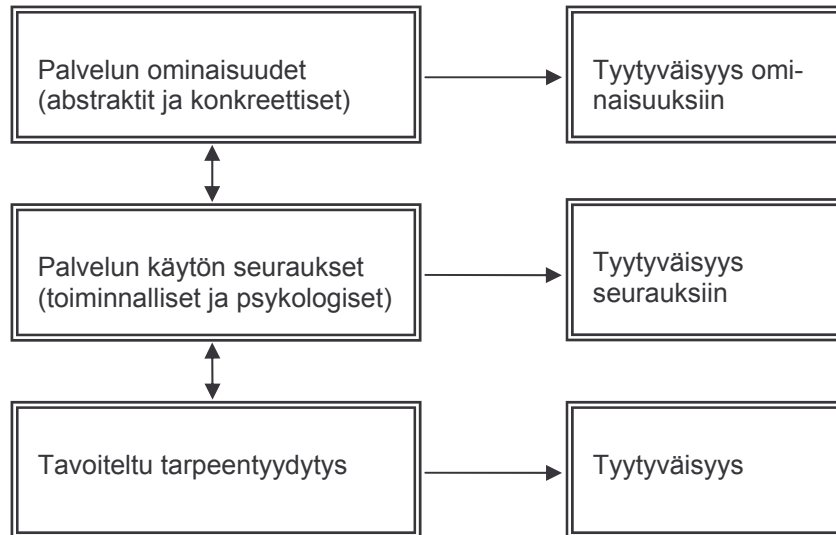 Palvelun ominaisuudet
(abstraktit ja konkreettiset)
Tyytyväisyys omi-
naisuuksiin
Palvelun käytön seuraukset
(toiminnalliset ja psykologiset)
Tyytyväisyys
seurauksiin
Tavoiteltu tarpeentyydytys
Tyytyväisyys